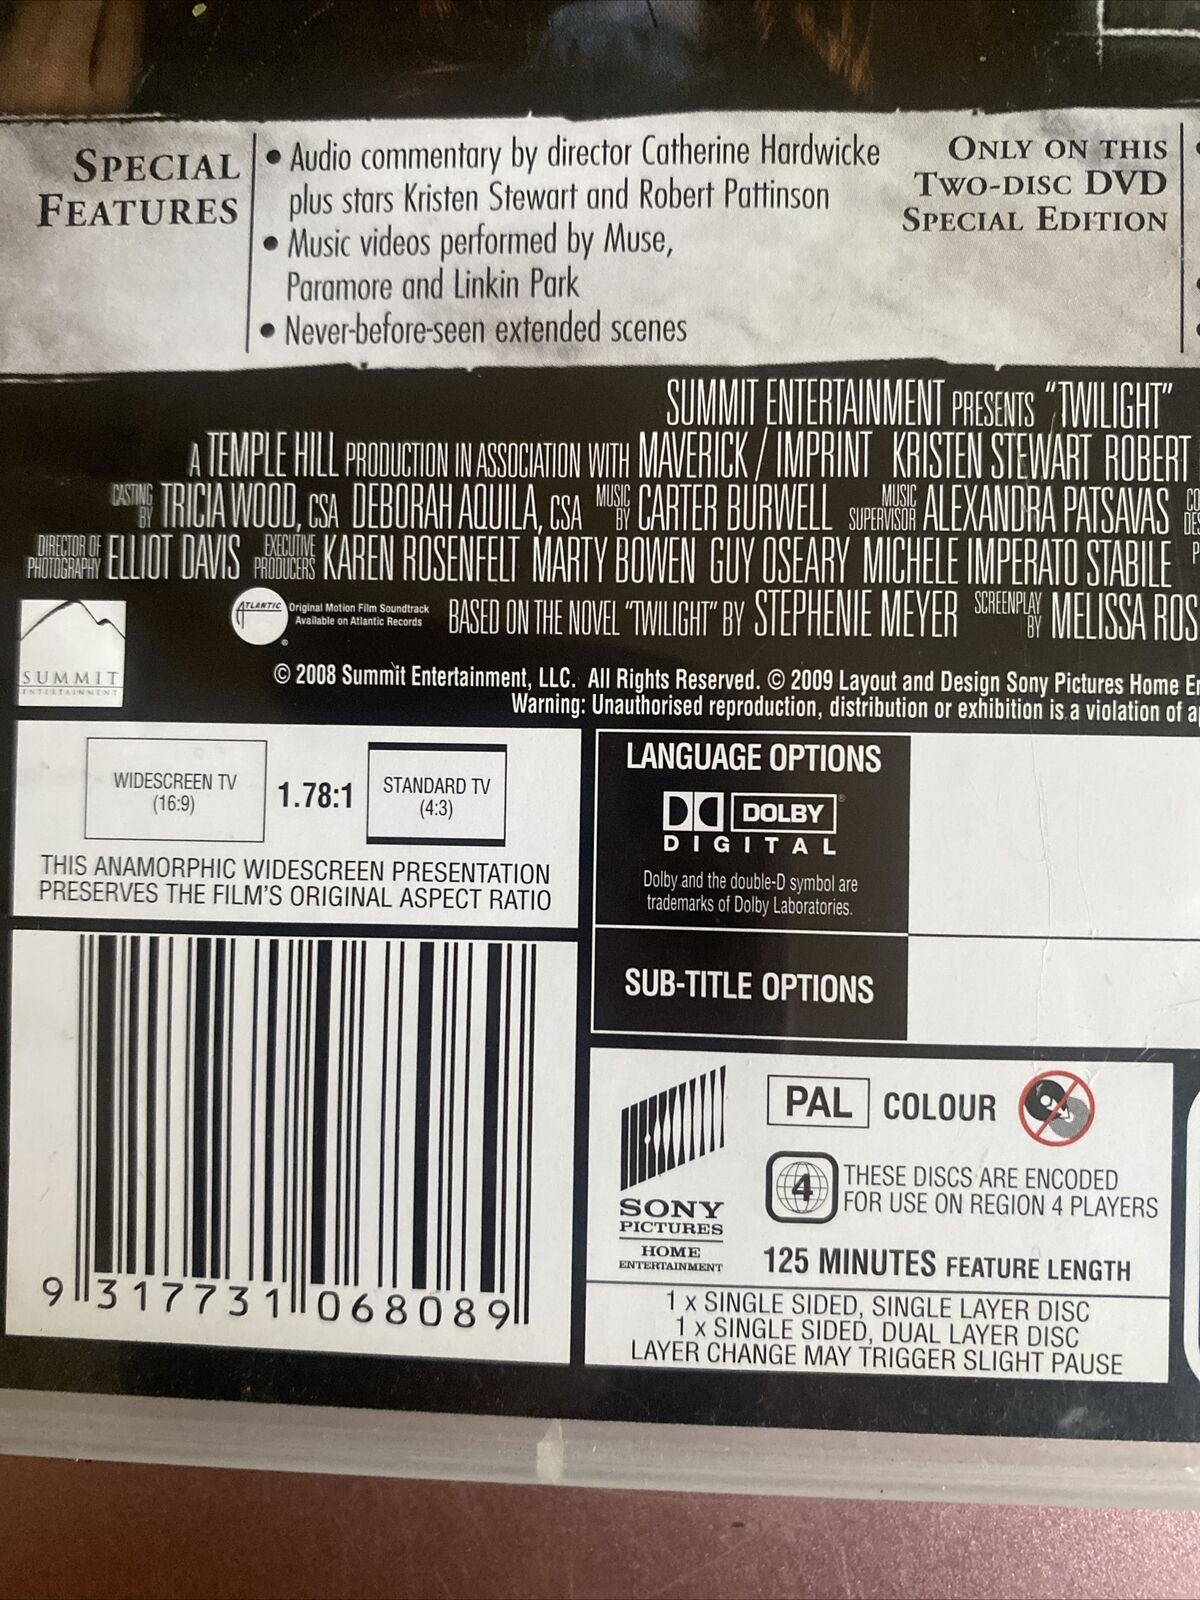 SPECIAL
FEATURES
• Audio commentary by director Catherine Hardwicke
plus stars Kristen Stewart and Robert Pattinson
• Music videos performed by Muse,
Paramore and Linkin Park
• Never-before-seen extended scenes
ONLY ON THIS
TWO-DISC DVD
SPECIAL EDITION
SUMMIT ENTERTAINMENT PRESENTS "TWILIGHT"
A TEMPLE HILL PRODUCTION IN ASSOCIATION WITH MAVERICK / IMPRINT KRISTEN STEWART ROBERT
CASTING BY TRICIA WOOD, CSA DEBORAH AQUILA, CSA MUSIC BY CARTER BURWELL MUSIC SUPERVISOR ALEXANDRA PATSAVAS
DIRECTOR OF PHOTOGRAPHY ELLIOT DAVIS EXECUTIVE PRODUCERS KAREN ROSENFELT MARTY BOWEN GUY OSEARY MICHELE IMPERATO STABILE
SUMMIT
ENTERTAINMENT
ATLANTIC
Original Motion Film Soundtrack
Available on Atlantic Records
BASED ON THE NOVEL "TWILIGHT" BY STEPHENIE MEYER SCREENPLAY BY MELISSA ROS
© 2008 Summit Entertainment, LLC. All Rights Reserved. © 2009 Layout and Design Sony Pictures Home
Warning: Unauthorised reproduction, distribution or exhibition is a violation of
WIDESCREEN TV
(16:9)
1.78:1
STANDARD TV
(4:3)
THIS ANAMORPHIC WIDESCREEN PRESENTATION
PRESERVES THE FILM'S ORIGINAL ASPECT RATIO
LANGUAGE OPTIONS
DOLBY
DIGITAL
Dolby and the double-D symbol are
trademarks of Dolby Laboratories.
SUB-TITLE OPTIONS
9 317731 068089
SONY
PICTURES
HOME
ENTERTAINMENT
PAL COLOUR
4
THESE DISCS ARE ENCODED
FOR USE ON REGION 4 PLAYERS
125 MINUTES FEATURE LENGTH
1 x SINGLE SIDED, SINGLE LAYER DISC
1 x SINGLE SIDED, DUAL LAYER DISC
LAYER CHANGE MAY TRIGGER SLIGHT PAUSE